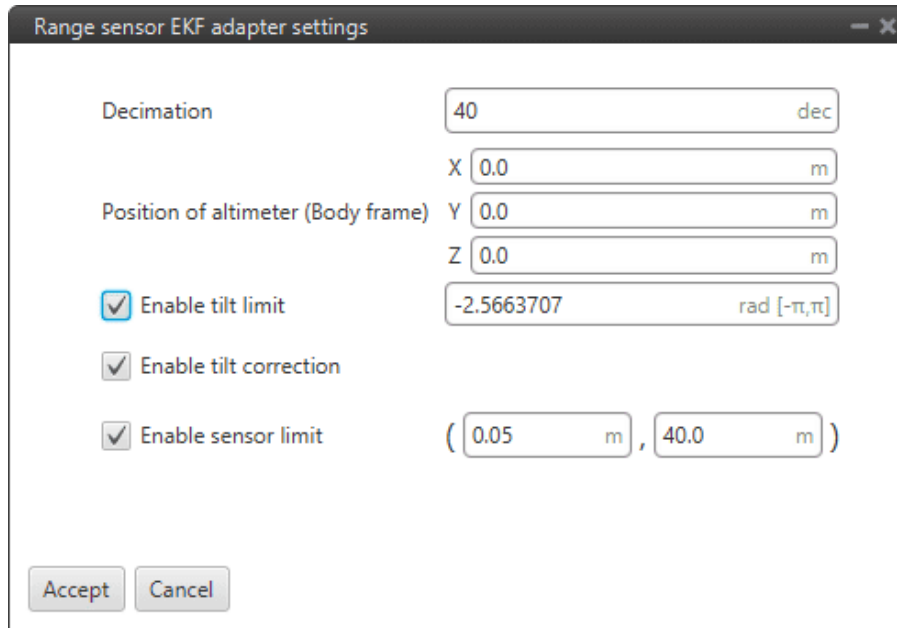 Range sensor EKF adapter settings
Decimation 40 dec
X 0.0 m
Position of altimeter (Body frame) Y 0.0 m
Z 0.0 m
Enable tilt limit -2.5663707 rad [-π,π]
Enable tilt correction
Enable sensor limit ( 0.05 m , 40.0 m )
Accept Cancel